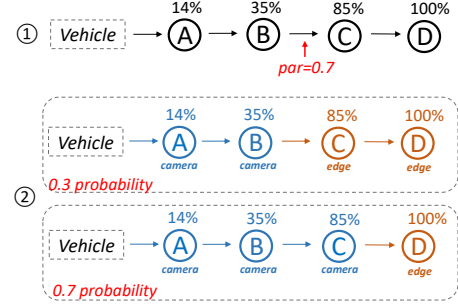 14% 35% 85% 100%
① Vehicle A B C D
par=0.7
14% 35% 85% 100%
Vehicle A B C D
camera camera edge edge
0.3 probability
②
14% 35% 85% 100%
Vehicle A B C D
camera camera camera edge
0.7 probability